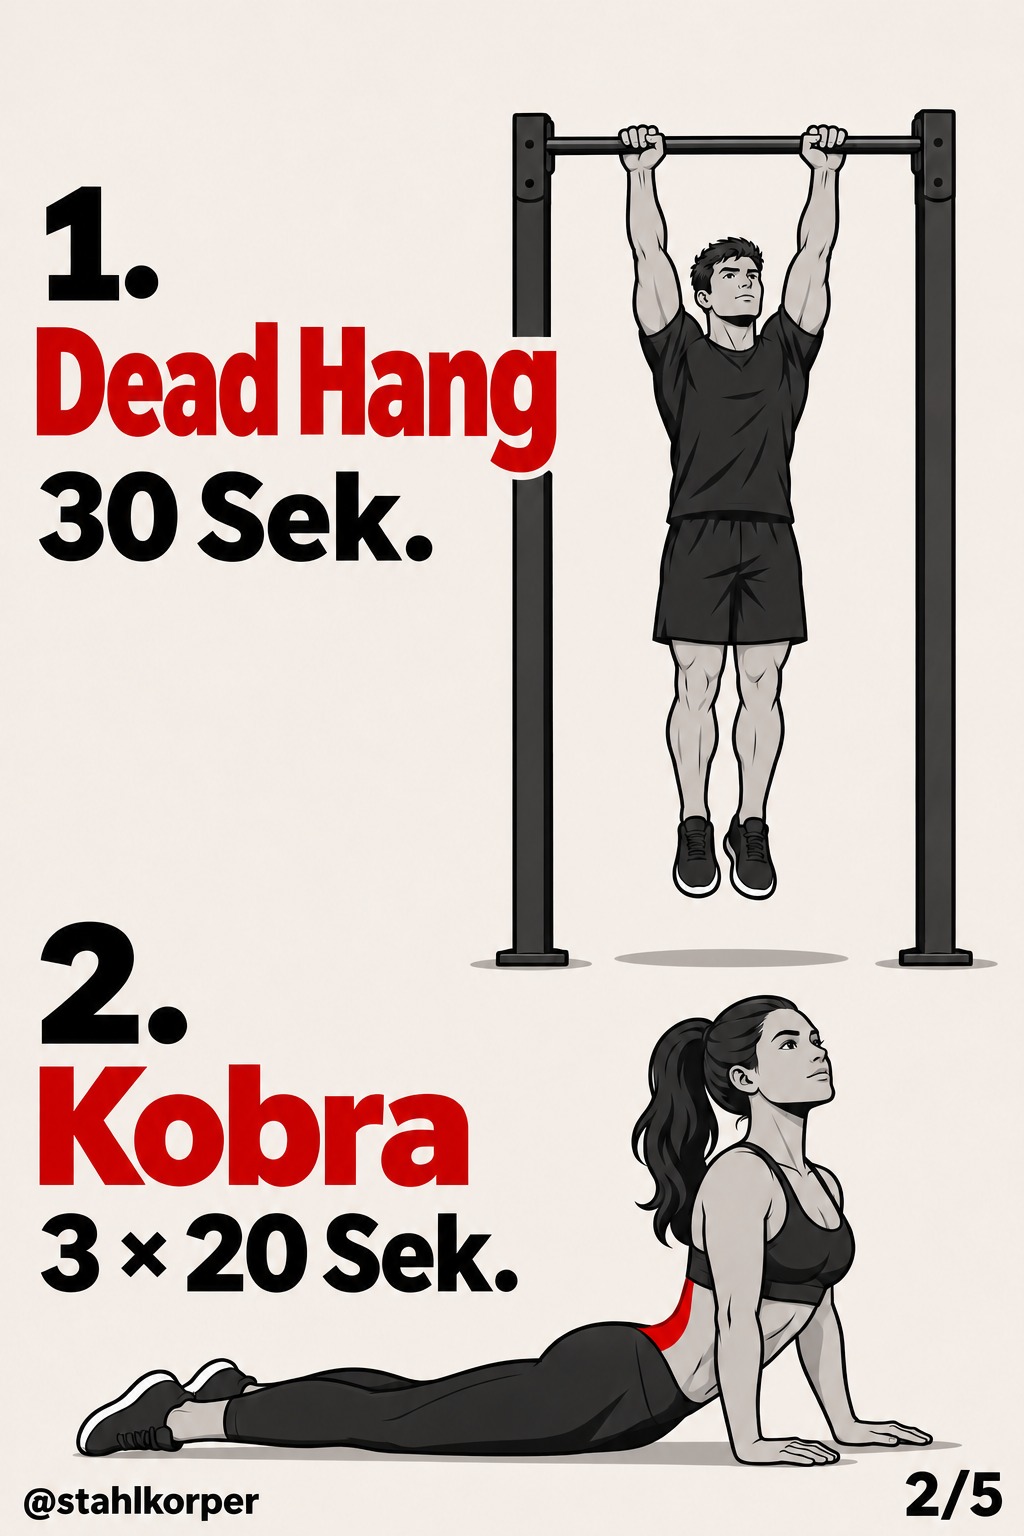 1.
Dead Hang
30 Sek.
2.
Kobra
3 × 20 Sek.
@stahlkorper
2/5